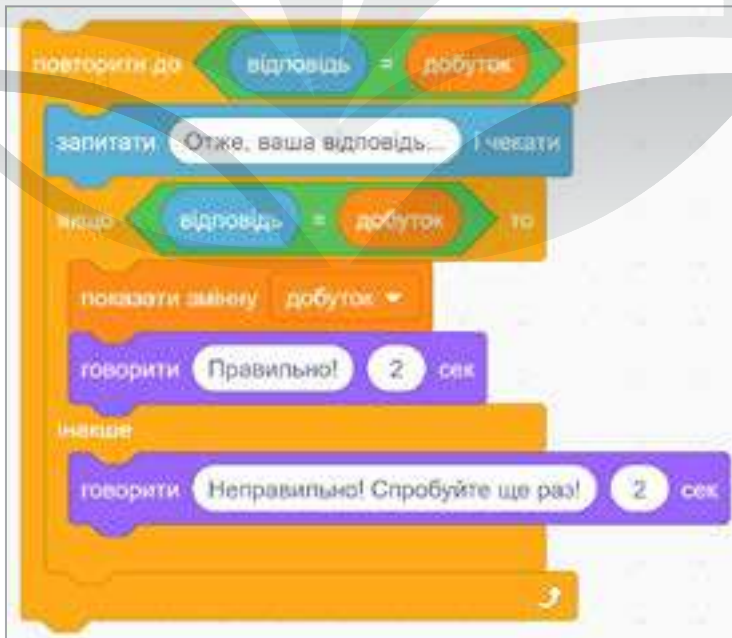 повторити до відповідь = добуток
запитати Отже, ваша відповідь... і чекати
якщо відповідь = добуток то
показати змінну добуток
говорити Правильно! 2 сек
інакше
говорити Неправильно! Спробуйте ще раз! 2 сек